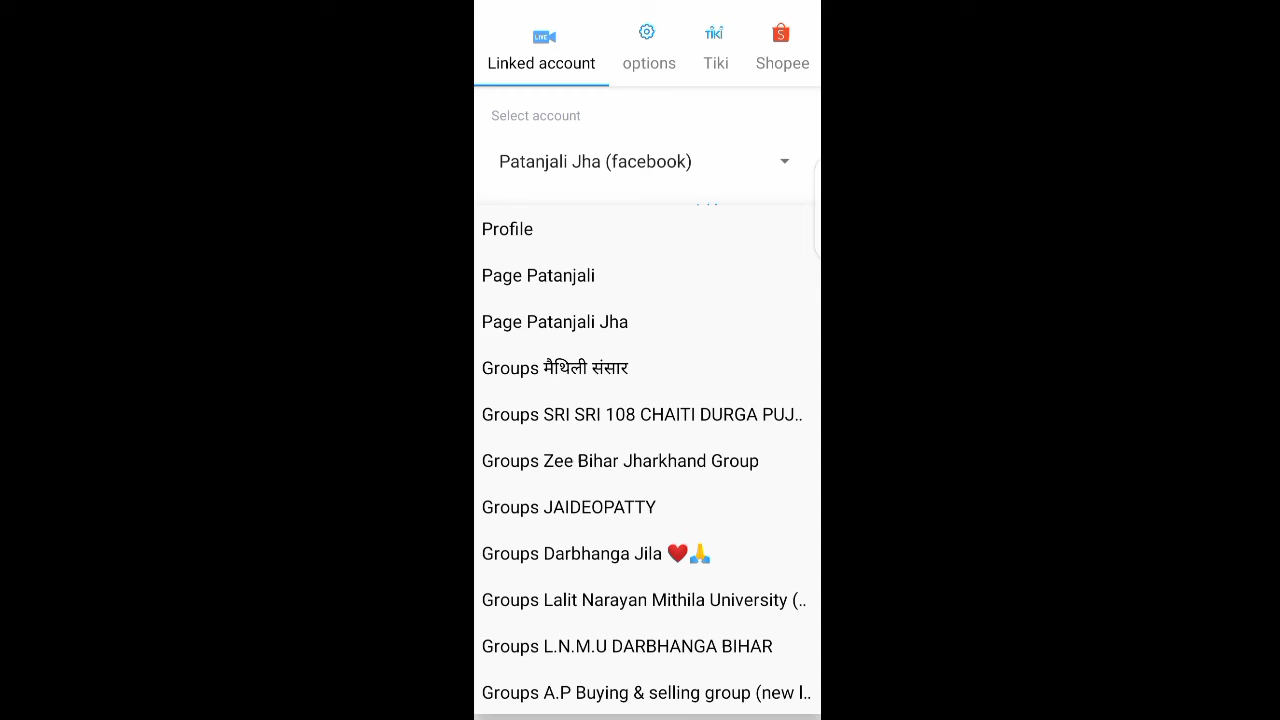 LIVE
TIKI
S
Linked account
options
Tiki
Shopee
Select account
Patanjali Jha (facebook)
Profile
Page Patanjali
Page Patanjali Jha
Groups मैथिली संसार
Groups SRI SRI 108 CHAITI DURGA PUJ..
Groups Zee Bihar Jharkhand Group
Groups JAIDEOPATTY
Groups Darbhanga Jila ❤️🙏
Groups Lalit Narayan Mithila University (..
Groups L.N.M.U DARBHANGA BIHAR
Groups A.P Buying & selling group (new l..